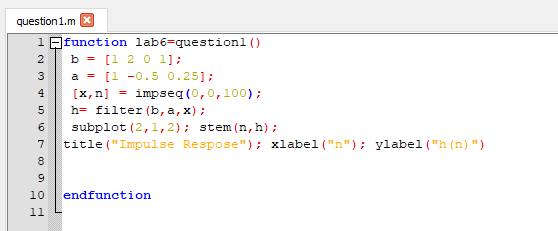 question1.m
1 function lab6=question1()
2 b = [1 2 0 1];
3 a = [1 -0.5 0.25];
4 [x,n] = impseq(0,0,100);
5 h= filter(b,a,x);
6 subplot(2,1,2); stem(n,h);
7 title("Impulse Respose"); xlabel("n"); ylabel("h(n)")
8
9
10 endfunction
11